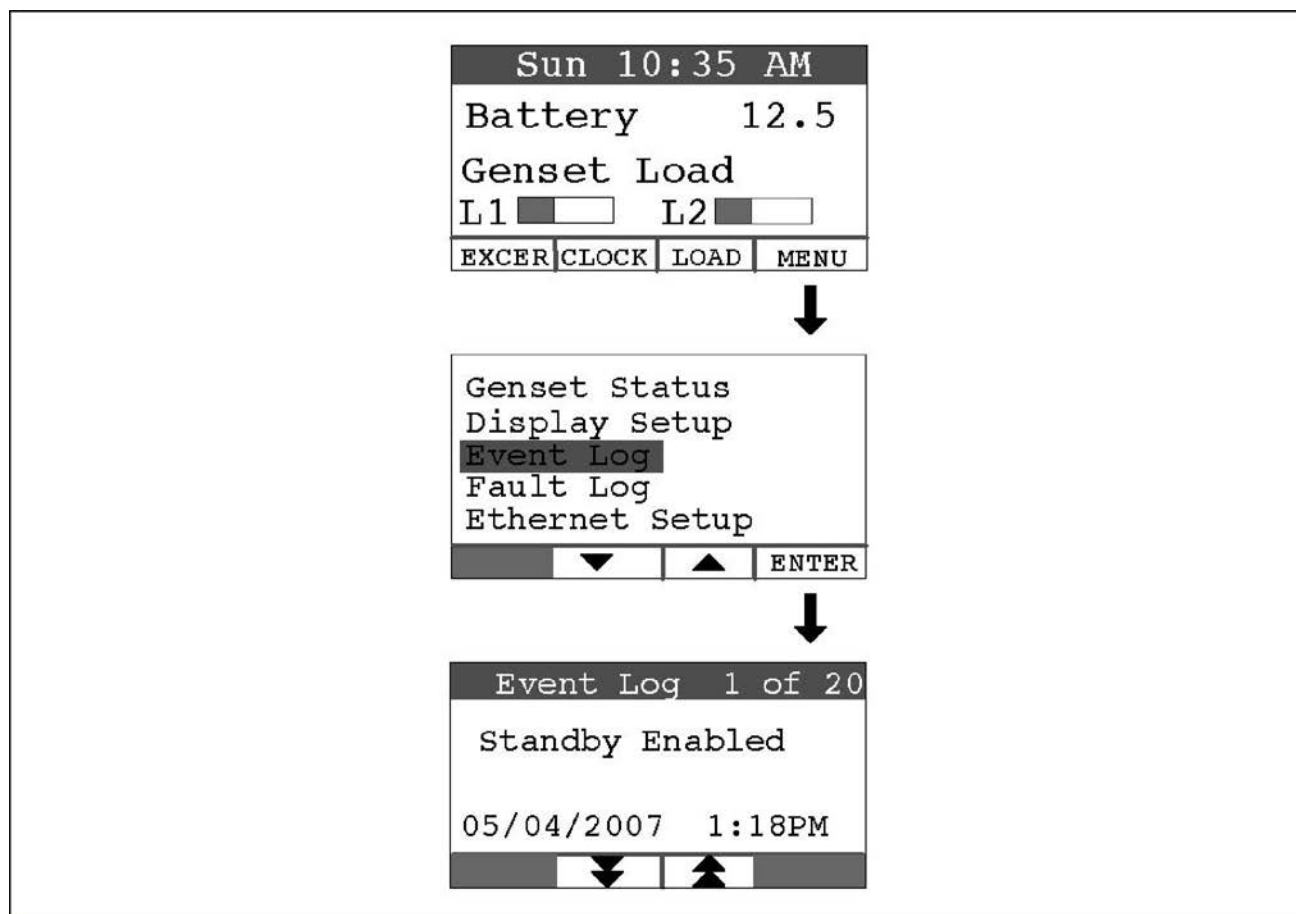 Sun 10:35 AM
Battery 12.5
Genset Load
L1 L2
EXCER CLOCK LOAD MENU
Genset Status
Display Setup
Event Log
Fault Log
Ethernet Setup
ENTER
Event Log 1 of 20
Standby Enabled
05/04/2007 1:18PM